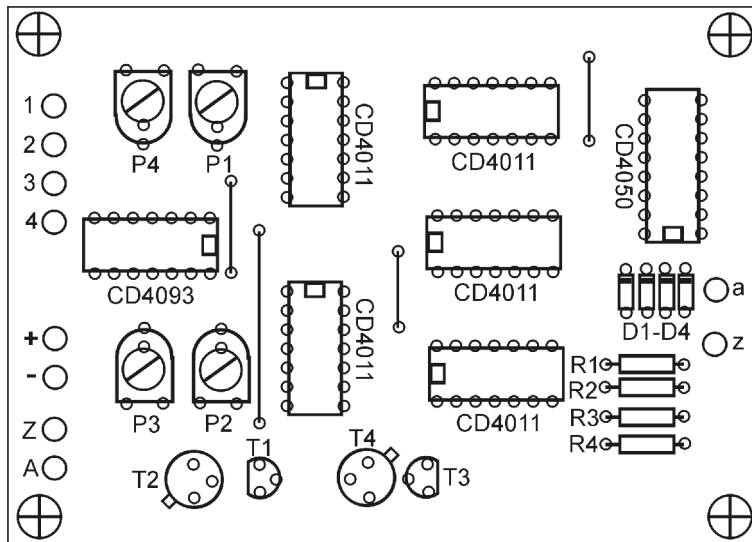 1
2
3
4
P4
P1
CD4011
CD4011
CD4050
CD4093
CD4011
a
D1-D4
z
+
-
P3
P2
CD4011
CD4011
R1
R2
R3
R4
Z
A
T2
T1
T4
T3